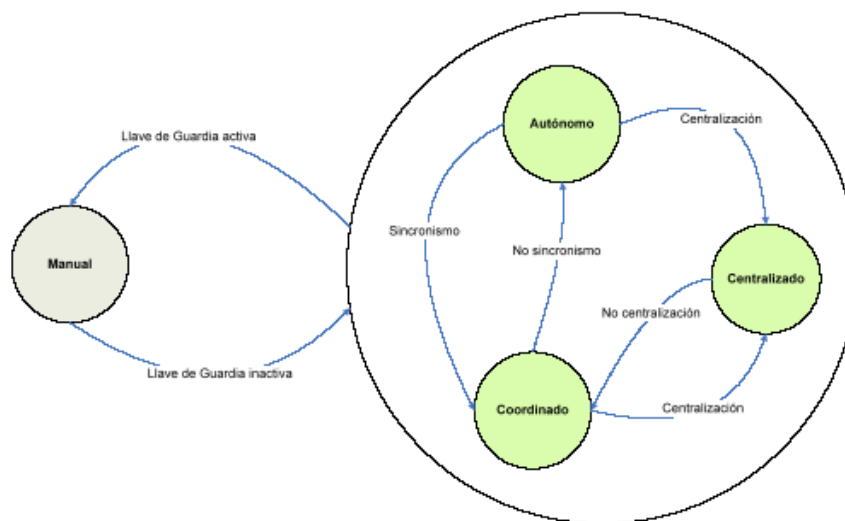 Autónomo
Centralización
Llave de Guardia activa
Sincronismo
No sincronismo
Manual
Centralizado
No centralización
Llave de Guardia inactiva
Coordinado
Centralización